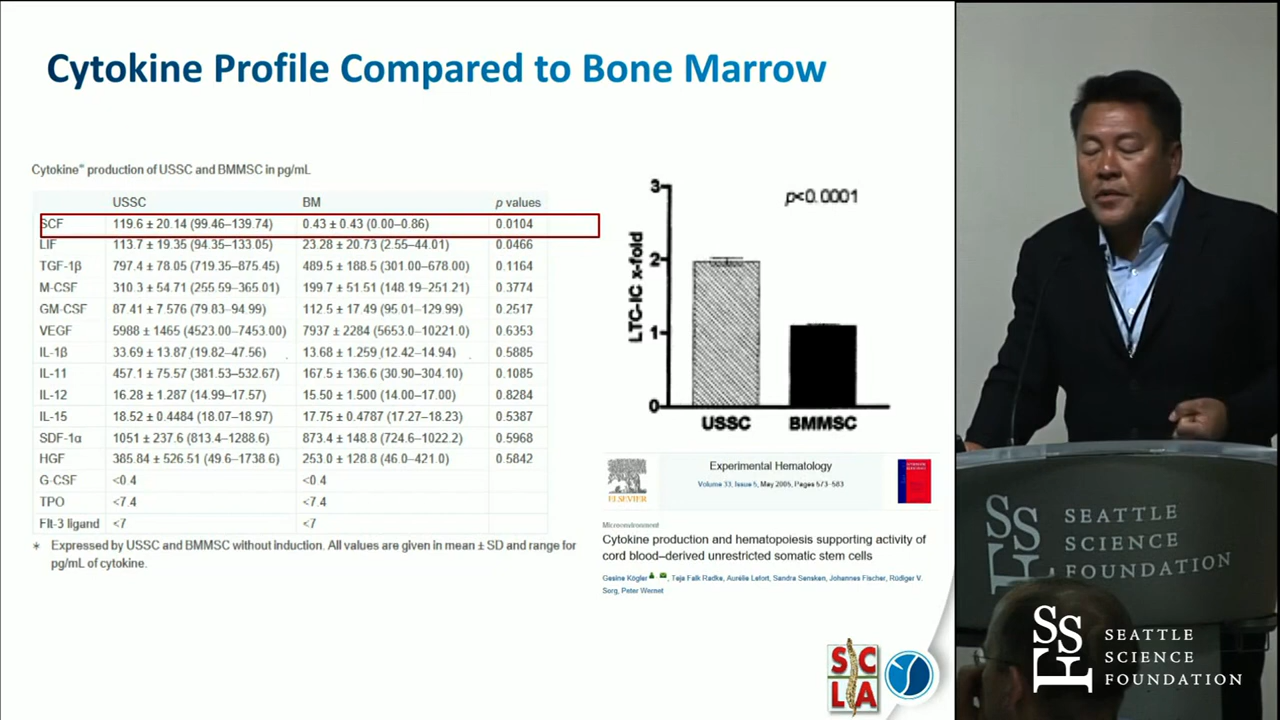 Cytokine Profile Compared to Bone Marrow
Cytokine* production of USSC and BMMSC in pg/mL
USSC BM p values
SCF 119.6 ± 20.14 (99.46–139.74) 0.43 ± 0.43 (0.00–0.86) 0.0104
LIF 113.7 ± 19.35 (94.35–133.05) 23.28 ± 20.73 (2.55–44.01) 0.0466
TGF-1β 797.4 ± 78.05 (719.35–875.45) 489.5 ± 188.5 (301.00–678.00) 0.1164
M-CSF 310.3 ± 54.71 (255.59–365.01) 199.7 ± 51.51 (148.19–251.21) 0.3774
GM-CSF 87.41 ± 7.576 (79.83–94.99) 112.5 ± 17.49 (95.01–129.99) 0.2517
VEGF 5988 ± 1465 (4523.00–7453.00) 7937 ± 2284 (5653.0–10221.0) 0.6353
IL-1β 33.69 ± 13.87 (19.82–47.56) 13.68 ± 1.259 (12.42–14.94) 0.5885
IL-11 457.1 ± 75.57 (381.53–532.67) 167.5 ± 136.6 (30.90–304.10) 0.1085
IL-12 16.28 ± 1.287 (14.99–17.57) 15.50 ± 1.500 (14.00–17.00) 0.8284
IL-15 18.52 ± 0.4484 (18.07–18.97) 17.75 ± 0.4787 (17.27–18.23) 0.5387
SDF-1α 1051 ± 237.6 (813.4–1288.6) 873.4 ± 148.8 (724.6–1022.2) 0.5968
HGF 385.84 ± 526.51 (49.6–1738.6) 253.0 ± 128.8 (46.0–421.0) 0.5842
G-CSF <0.4 <0.4
TPO <7.4 <7.4
Flt-3 ligand <7 <7
* Expressed by USSC and BMMSC without induction. All values are given in mean ± SD and range for
pg/mL of cytokine.
p<0.0001
3
2
1
0
LTC-IC x-fold
USSC BMMSC
ELSEVIER
Experimental Hematology
Volume 33, Issue 5, May 2005, Pages 573–583
Microenvironment
Cytokine production and hematopoiesis supporting activity of
cord blood–derived unrestricted somatic stem cells
Gesine Kögler, Teja Falk Radke, Aurélie Lefort, Sandra Sensken, Johannes Fischer, Rüdiger V.
Sorg, Peter Wernet
SC
LA
SSF
SEATTLE
SCIENCE
FOUNDATION
SSF
SEATTLE
SCIENCE
FOUNDATION